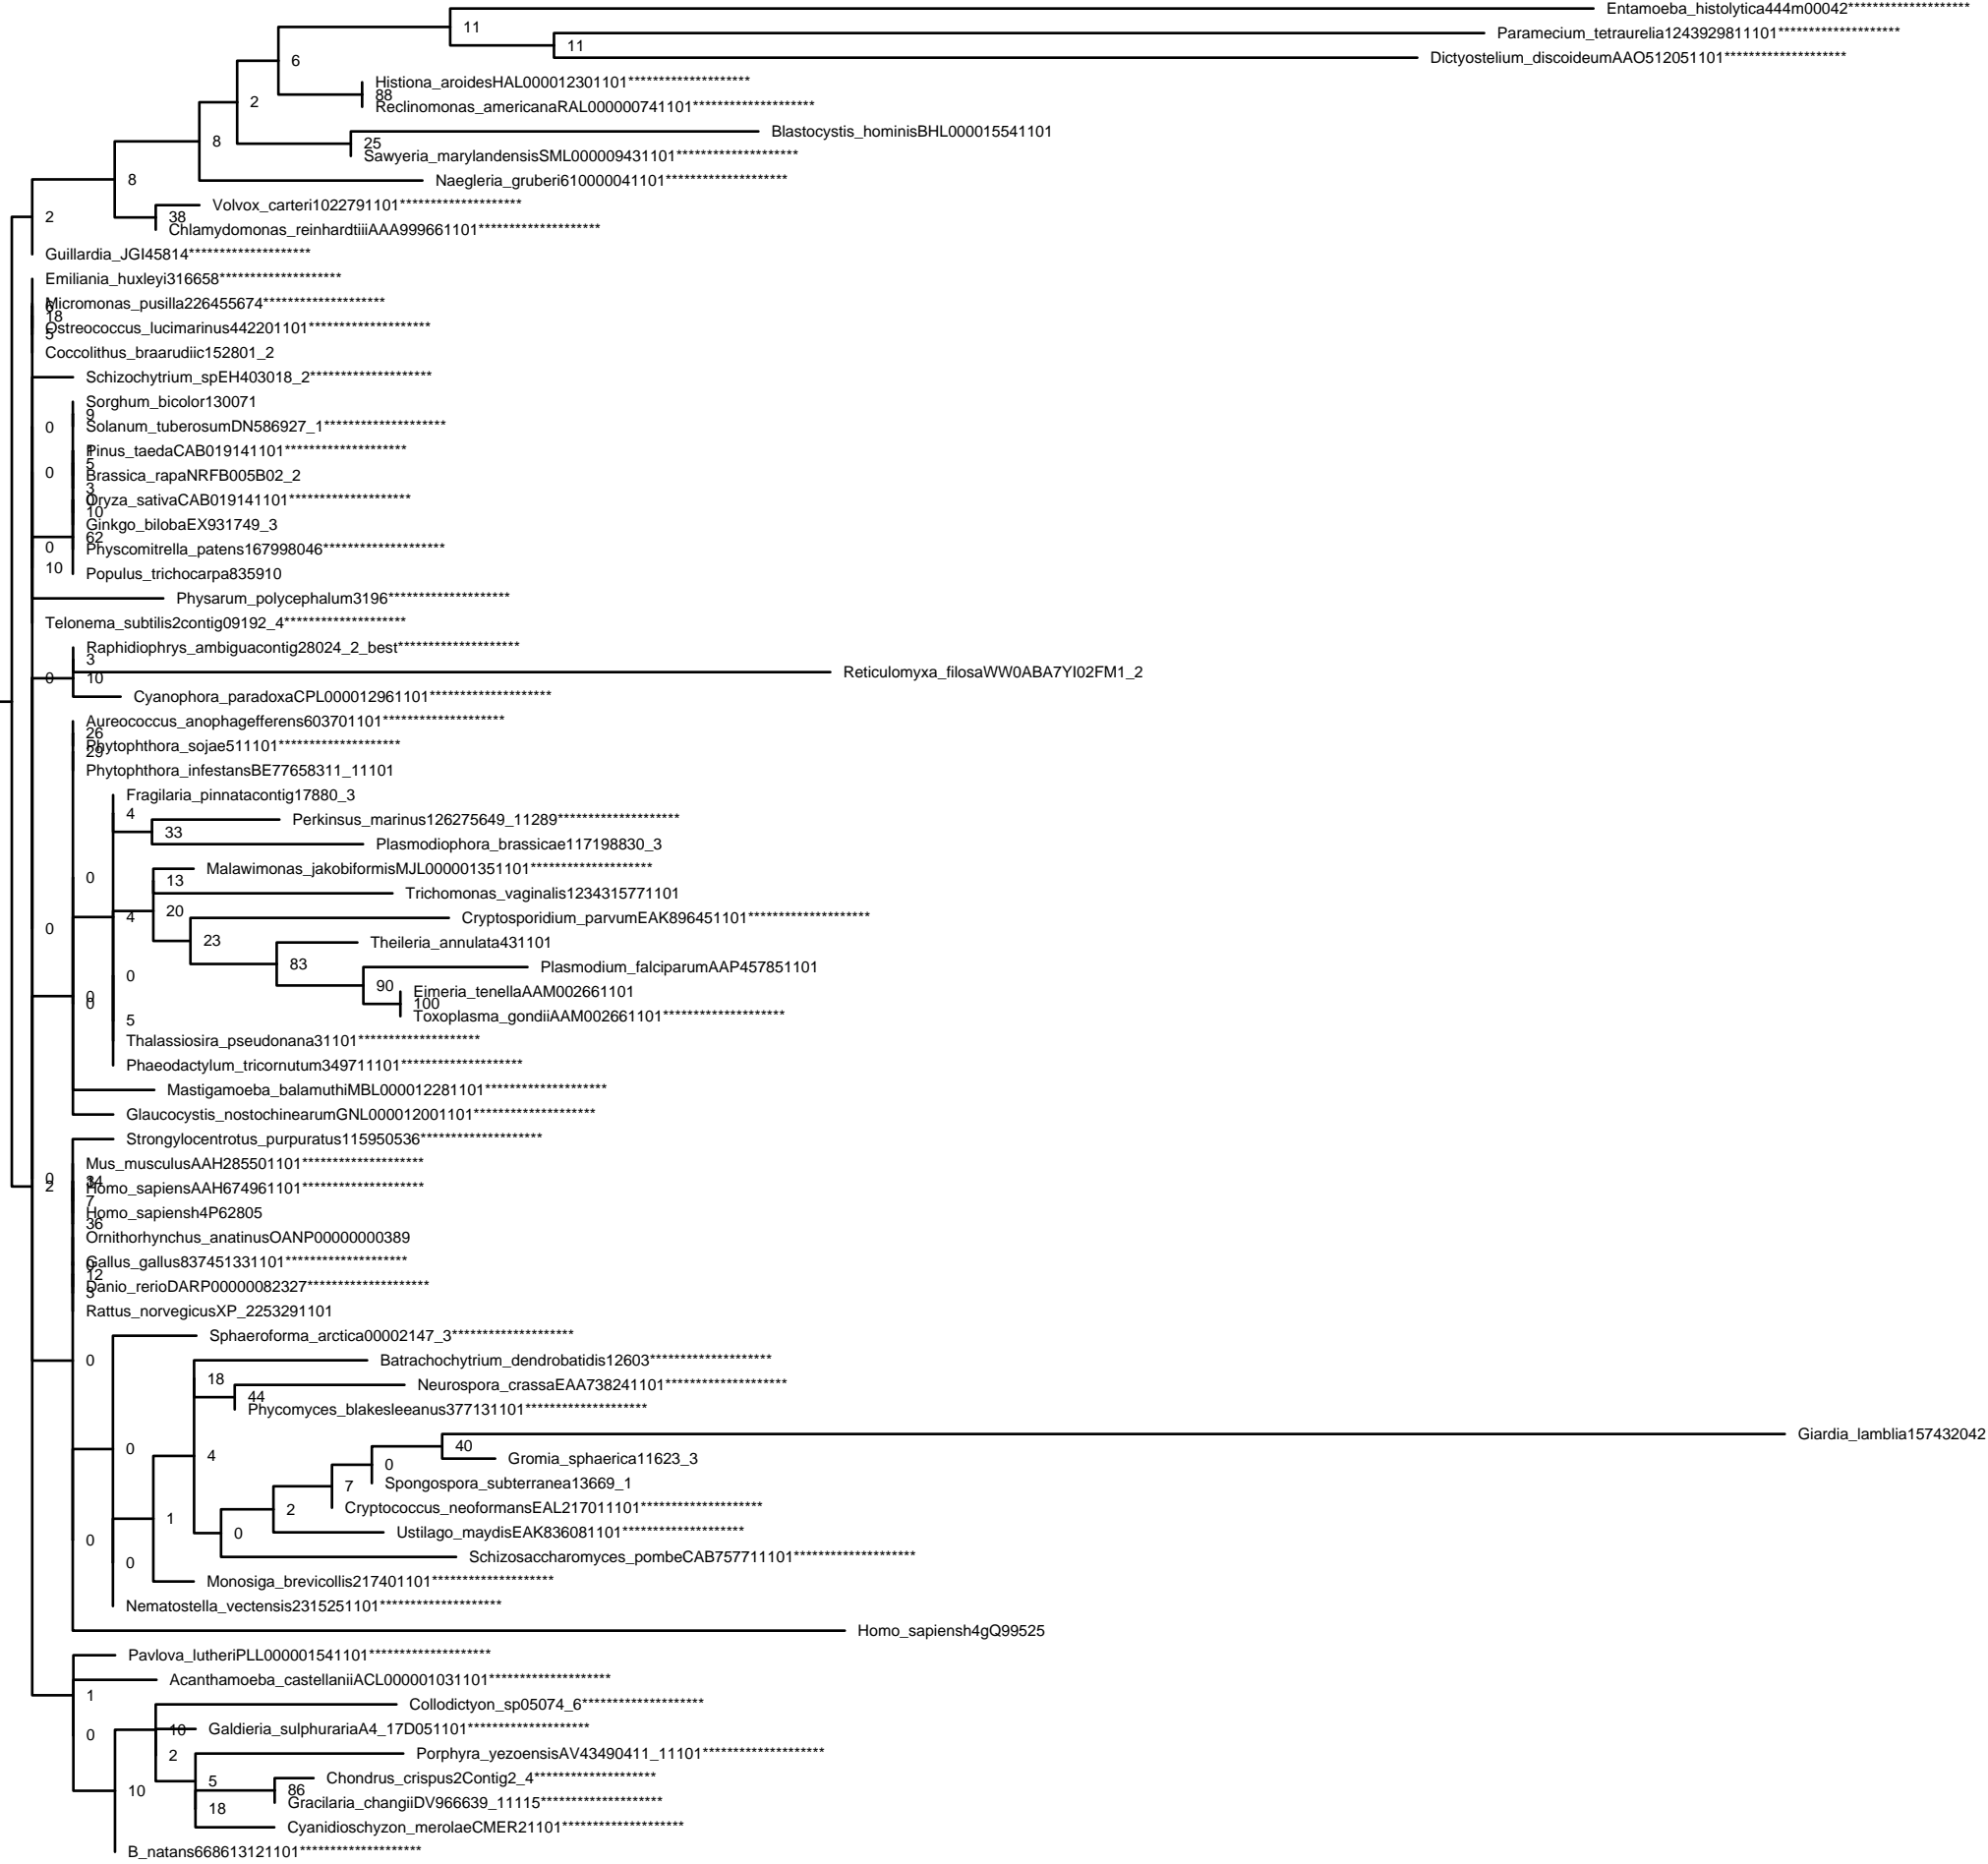 Entamoeba_histolytica444m00042********************
11
Paramecium_tetraurelia1243929811101********************
11
Dictyostelium_discoideumAAO512051101********************
6
Histiona_aroidesHAL000012301101********************
88
Reclinomonas_americanaRAL000000741101********************
2
Blastocystis_hominisBHL000015541101
8
25
Sawyeria_marylandensisSML000009431101********************
8
Naegleria_gruberi610000041101********************
Volvox_carteri1022791101********************
2
38
Chlamydomonas_reinhardtiiiAAA999661101********************
Guillardia_JGI45814********************
Emiliania_huxleyi316658********************
Micromonas_pusilla226455674********************
6
18
Ostreococcus_lucimarinus442201101********************
5
Coccolithus_braarudiic152801_2
Schizochytrium_spEH403018_2********************
Sorghum_bicolor130071
9
0
Solanum_tuberosumDN586927_1********************
Pinus_taedaCAB019141101********************
5
0
Brassica_rapaNRFB005B02_2
3
Oryza_sativaCAB019141101********************
10
Ginkgo_bilobaEX931749_3
62
0
Physcomitrella_patens167998046********************
10
Populus_trichocarpa835910
Physarum_polycephalum3196********************
Telonema_subtilis2contig09192_4********************
Raphidiophrys_ambiguacontig28024_2_best********************
3
Reticulomyxa_filosaWW0ABA7YI02FM1_2
0
10
Cyanophora_paradoxaCPL000012961101********************
Aureococcus_anophagefferens603701101********************
26
Phytophthora_sojae511101********************
29
Phytophthora_infestansBE77658311_11101
Fragilaria_pinnatacontig17880_3
4
Perkinsus_marinus126275649_11289********************
33
Plasmodiophora_brassicae117198830_3
Malawimonas_jakobiformisMJL000001351101********************
0
13
Trichomonas_vaginalis1234315771101
4
20
Cryptosporidium_parvumEAK896451101********************
0
23
Theileria_annulata431101
83
Plasmodium_falciparumAAP457851101
0
90
Eimeria_tenellaAAM002661101
0
0
100
Toxoplasma_gondiiAAM002661101********************
5
Thalassiosira_pseudonana31101********************
Phaeodactylum_tricornutum349711101********************
Mastigamoeba_balamuthiMBL000012281101********************
Glaucocystis_nostochinearumGNL000012001101********************
Strongylocentrotus_purpuratus115950536********************
Mus_musculusAAH285501101********************
0
2
Homo_sapiensAAH674961101********************
7
Homo_sapiensh4P62805
36
Ornithorhynchus_anatinusOANP00000000389
Gallus_gallus837451331101********************
12
Danio_rerioDARP00000082327********************
3
Rattus_norvegicusXP_2253291101
Sphaeroforma_arctica00002147_3********************
0
Batrachochytrium_dendrobatidis12603********************
18
Neurospora_crassaEAA738241101********************
44
Phycomyces_blakesleeanus377131101********************
Giardia_lamblia157432042
0
4
40
Gromia_sphaerica11623_3
0
Spongospora_subterranea13669_1
7
Cryptococcus_neoformansEAL217011101********************
1
2
Ustilago_maydisEAK836081101********************
0
0
Schizosaccharomyces_pombeCAB757711101********************
0
Monosiga_brevicollis217401101********************
Nematostella_vectensis2315251101********************
Homo_sapiensh4gQ99525
Pavlova_lutheriPLL000001541101********************
Acanthamoeba_castellaniiACL000001031101********************
1
Collodictyon_sp05074_6********************
0
10
Galdieria_sulphurariaA4_17D051101********************
2
Porphyra_yezoensisAV43490411_11101********************
5
Chondrus_crispus2Contig2_4********************
10
86
Gracilaria_changiiDV966639_11115********************
18
Cyanidioschyzon_merolaeCMER21101********************
B_natans668613121101********************